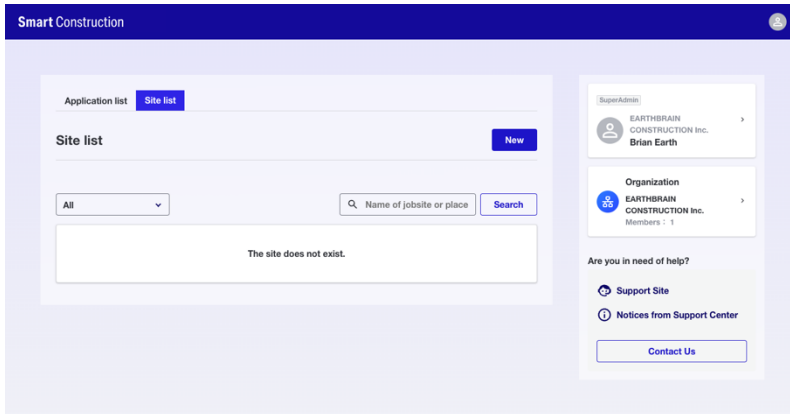 Smart Construction
Application list
Site list
Site list
New
All
Name of jobsite or place
Search
The site does not exist.
SuperAdmin
EARTHBRAIN
CONSTRUCTION Inc.
Brian Earth
Organization
EARTHBRAIN
CONSTRUCTION Inc.
Members : 1
Are you in need of help?
Support Site
Notices from Support Center
Contact Us